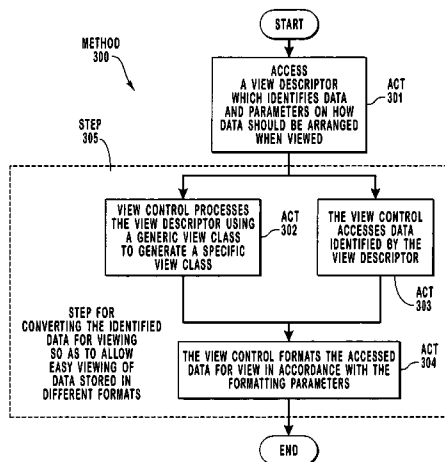 START
METHOD
300
ACCESS
A VIEW DESCRIPTOR
WHICH IDENTIFIES DATA
AND PARAMETERS ON HOW
DATA SHOULD BE ARRANGED
WHEN VIEWED
ACT
301
STEP
305
VIEW CONTROL PROCESSES
THE VIEW DESCRIPTOR USING
A GENERIC VIEW CLASS
TO GENERATE A SPECIFIC
VIEW CLASS
ACT
302
THE VIEW CONTROL
ACCESSES DATA
IDENTIFIED BY THE
VIEW DESCRIPTOR
ACT
303
STEP FOR
CONVERTING THE IDENTIFIED
DATA FOR VIEWING
SO AS TO ALLOW
EASY VIEWING OF
DATA STORED IN
DIFFERENT FORMATS
THE VIEW CONTROL FORMATS THE ACCESSED
DATA FOR VIEW IN ACCORDANCE WITH THE
FORMATTING PARAMETERS
ACT
304
END